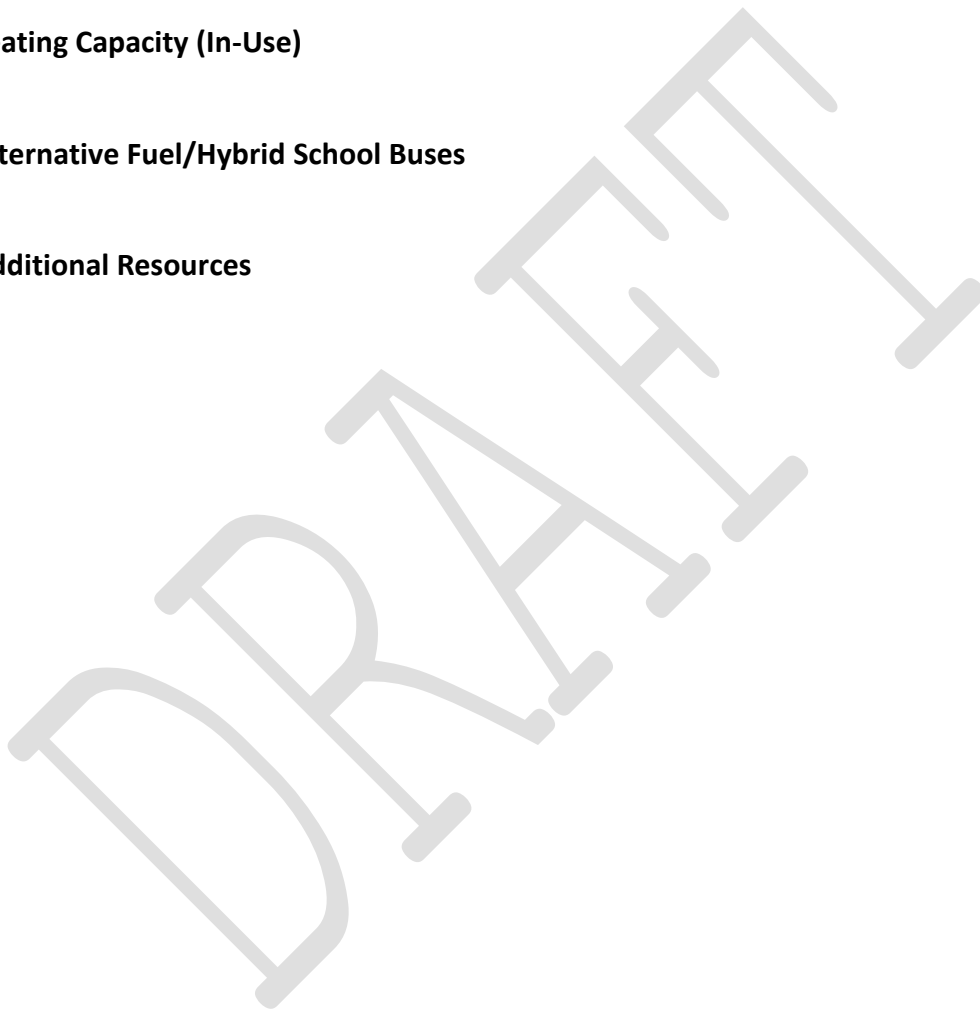 ating Capacity (In-Use)
ternative Fuel/Hybrid School Buses
dditional Resources
DRAFT